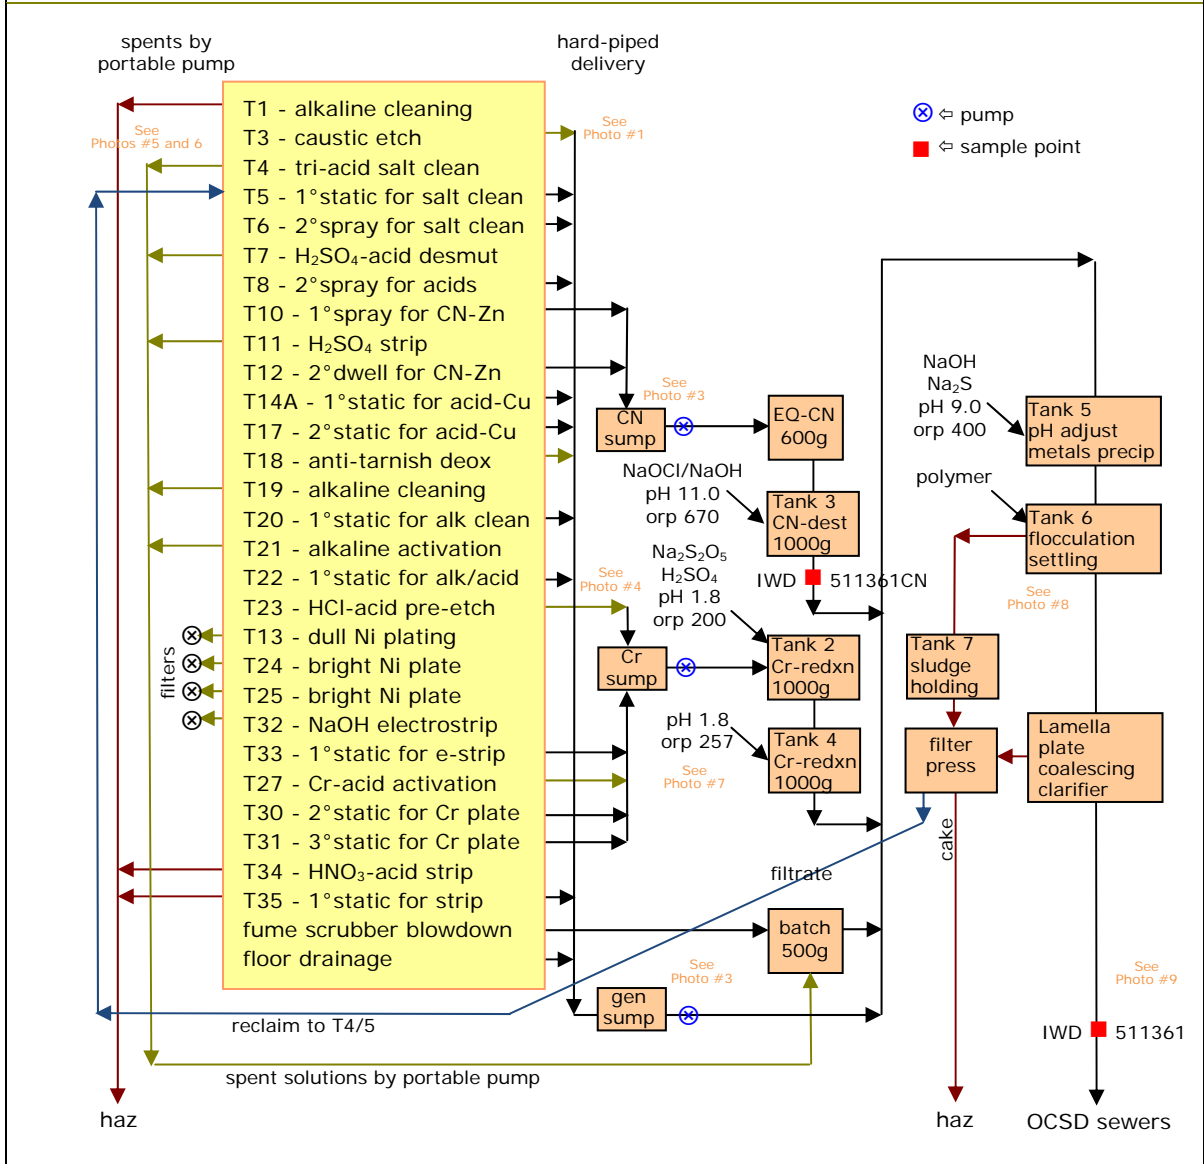 spents by
portable pump
hard-piped
delivery
See
Photos #5 and 6
See
Photo #1
⊗ ⇦ pump
■ ⇦ sample point
T1 - alkaline cleaning
T3 - caustic etch
T4 - tri-acid salt clean
T5 - 1°static for salt clean
T6 - 2°spray for salt clean
T7 - H₂SO₄-acid desmut
T8 - 2°spray for acids
T10 - 1°spray for CN-Zn
T11 - H₂SO₄ strip
T12 - 2°dwell for CN-Zn
T14A - 1°static for acid-Cu
T17 - 2°static for acid-Cu
T18 - anti-tarnish deox
T19 - alkaline cleaning
T20 - 1°static for alk clean
T21 - alkaline activation
T22 - 1°static for alk/acid
T23 - HCl-acid pre-etch
T13 - dull Ni plating
T24 - bright Ni plate
T25 - bright Ni plate
T32 - NaOH electrostrip
T33 - 1°static for e-strip
T27 - Cr-acid activation
T30 - 2°static for Cr plate
T31 - 3°static for Cr plate
T34 - HNO₃-acid strip
T35 - 1°static for strip
fume scrubber blowdown
floor drainage
filters
See
Photo #3
CN
sump
EQ-CN
600g
NaOCl/NaOH
pH 11.0
orp 670
Tank 3
CN-dest
1000g
IWD
511361CN
See
Photo #4
Na₂S₂O₅
H₂SO₄
pH 1.8
orp 200
Cr
sump
Tank 2
Cr-redxn
1000g
pH 1.8
orp 257
See
Photo #7
Tank 4
Cr-redxn
1000g
NaOH
Na₂S
pH 9.0
orp 400
Tank 5
pH adjust
metals precip
polymer
Tank 6
flocculation
settling
See
Photo #8
Tank 7
sludge
holding
filter
press
Lamella
plate
coalescing
clarifier
cake
filtrate
batch
500g
See
Photo #3
gen
sump
See
Photo #9
IWD
511361
reclaim to T4/5
spent solutions by portable pump
haz
haz
OCSD sewers